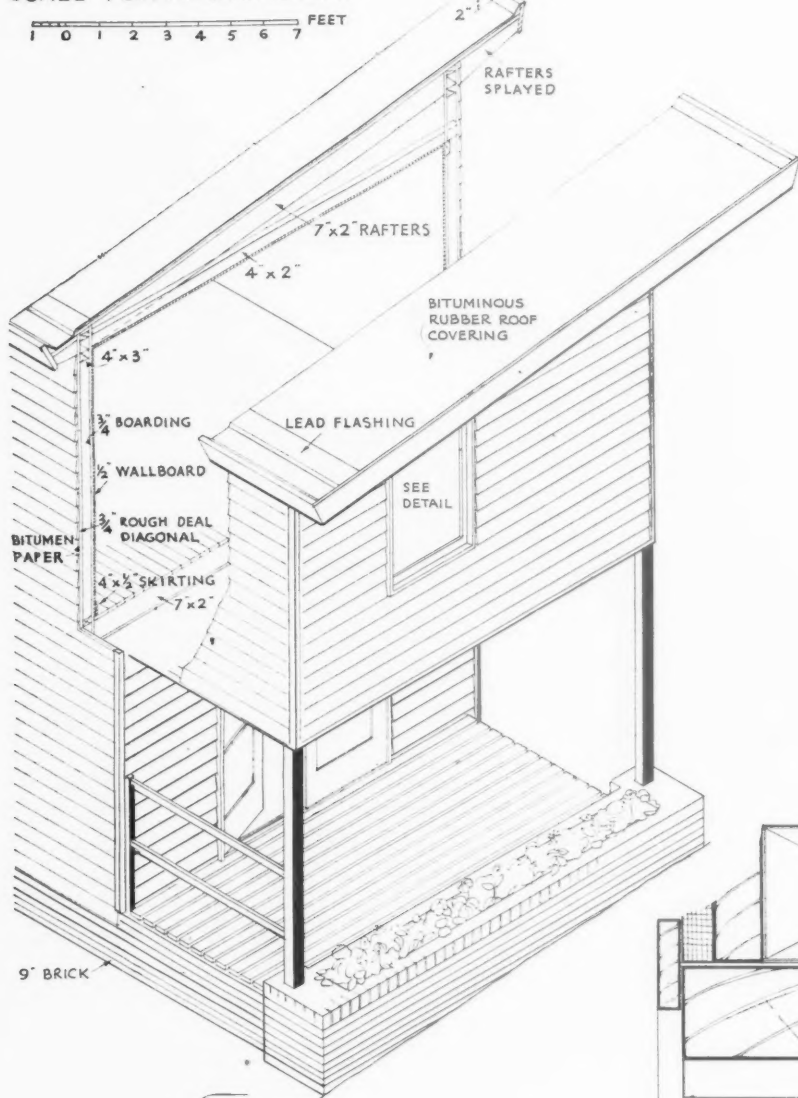 FEET
1 0 1 2 3 4 5 6 7
2"
RAFTERS
SPLAYED
7"x2" RAFTERS
4"x2"
BITUMINOUS
RUBBER ROOF
COVERING
4"x3"
¾" BOARDING
LEAD FLASHING
½" WALLBOARD
SEE
DETAIL
¾" ROUGH DEAL
DIAGONAL
BITUMEN
PAPER
4"x½" SKIRTING
7"x2"
9" BRICK